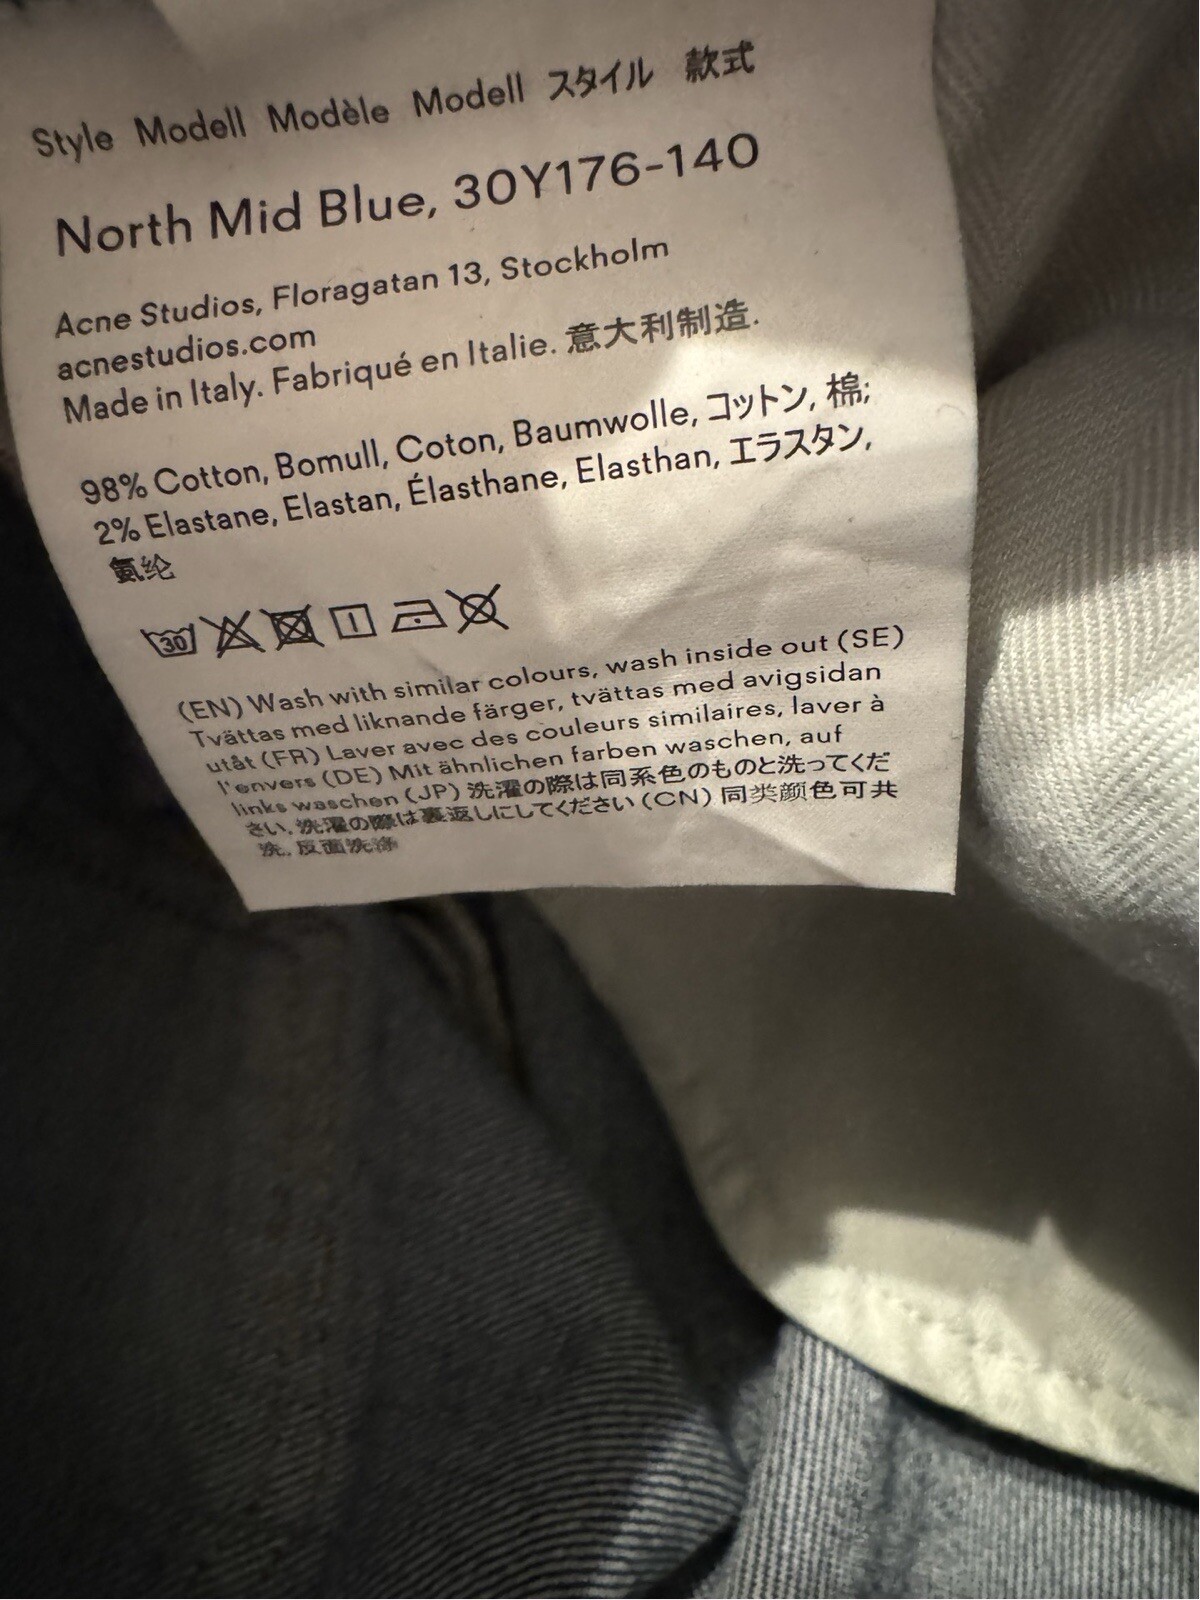 Style Modell Modèle Modell スタイル 款式
North Mid Blue, 30Y176-140
Acne Studios, Floragatan 13, Stockholm
acnestudios.com
Made in Italy. Fabriqué en Italie. 意大利制造.
98% Cotton, Bomull, Coton, Baumwolle, コットン, 棉;
2% Elastane, Elastan, Élasthane, Elasthan, エラスタン,
氨纶
30
(EN) Wash with similar colours, wash inside out (SE)
Tvättas med liknande färger, tvättas med avigsidan
utåt (FR) Laver avec des couleurs similaires, laver à
l'envers (DE) Mit ähnlichen farben waschen, auf
links waschen (JP) 洗濯の際は同系色のものと洗ってくだ
さい. 洗濯の際は裏返しにしてください (CN) 同类颜色可共
洗. 反面洗涤